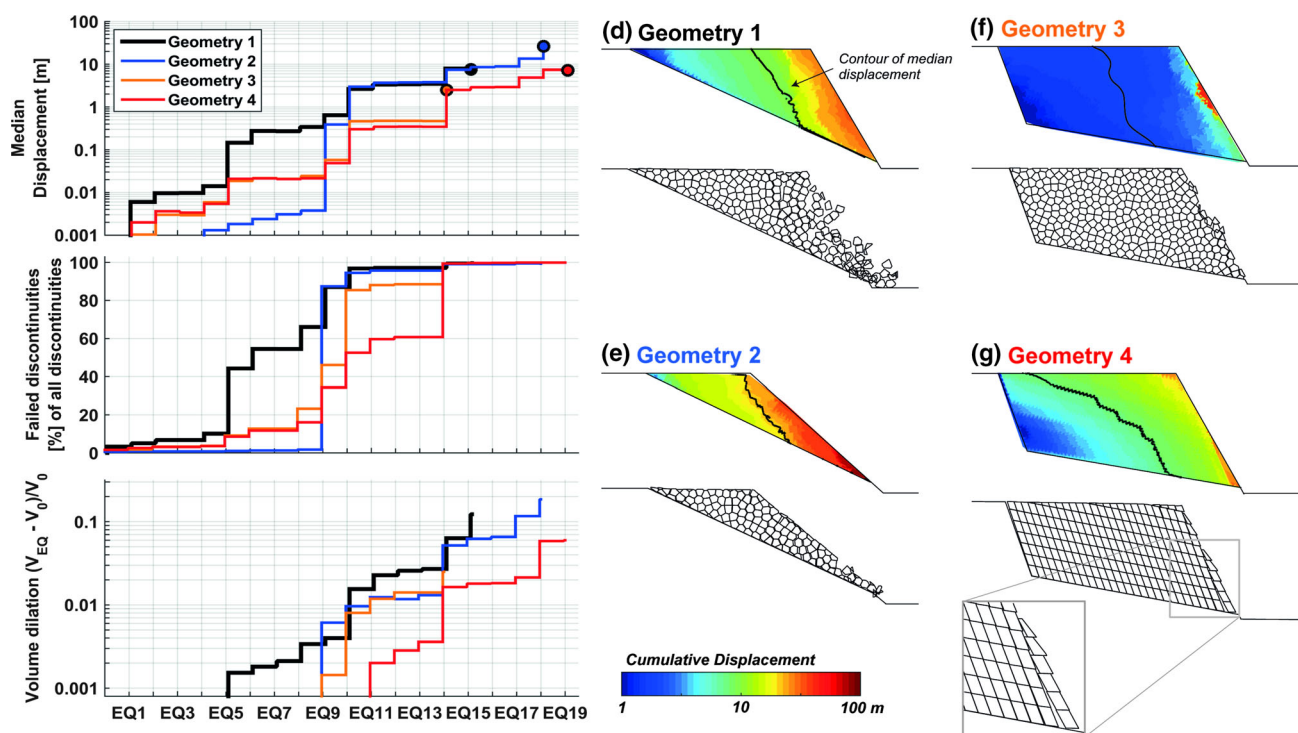 Median
Displacement [m]
100
10
1
0.1
0.01
0.001
Geometry 1
Geometry 2
Geometry 3
Geometry 4
Failed discontinuities
[%] of all discontinuities
100
80
60
40
20
0
Volume dilation (V_EQ - V_0)/V_0
0.1
0.01
0.001
EQ1 EQ3 EQ5 EQ7 EQ9 EQ11 EQ13 EQ15 EQ17 EQ19
(d) Geometry 1
Contour of median
displacement
(f) Geometry 3
(e) Geometry 2
(g) Geometry 4
Cumulative Displacement
1 10 100 m